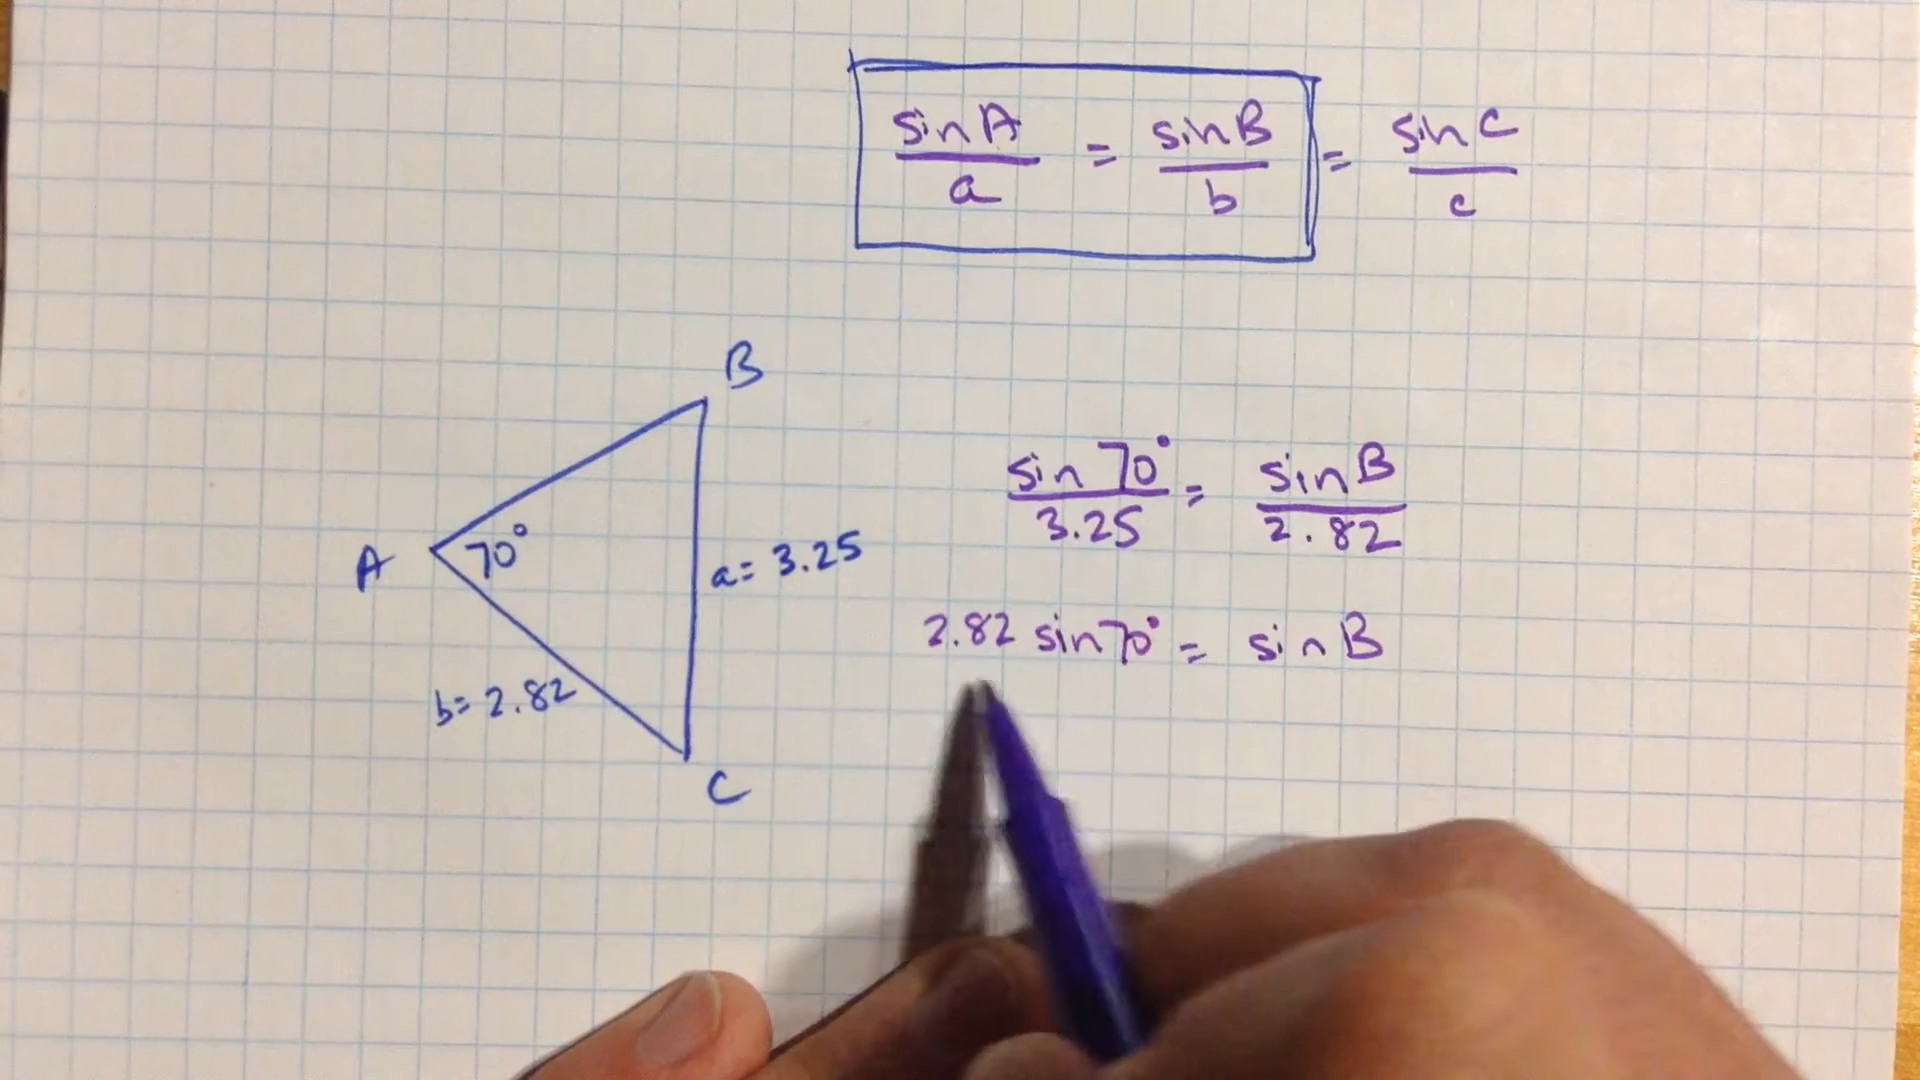 sin A / a = sin B / b = sin C / c
B
A 70° a = 3.25
b = 2.82
C
sin 70° / 3.25 = sin B / 2.82
2.82 sin 70° = sin B